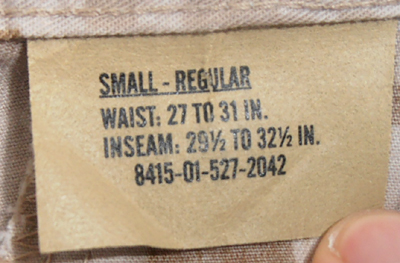 SMALL - REGULAR
WAIST: 27 TO 31 IN.
INSEAM: 29½ TO 32½ IN.
8415-01-527-2042